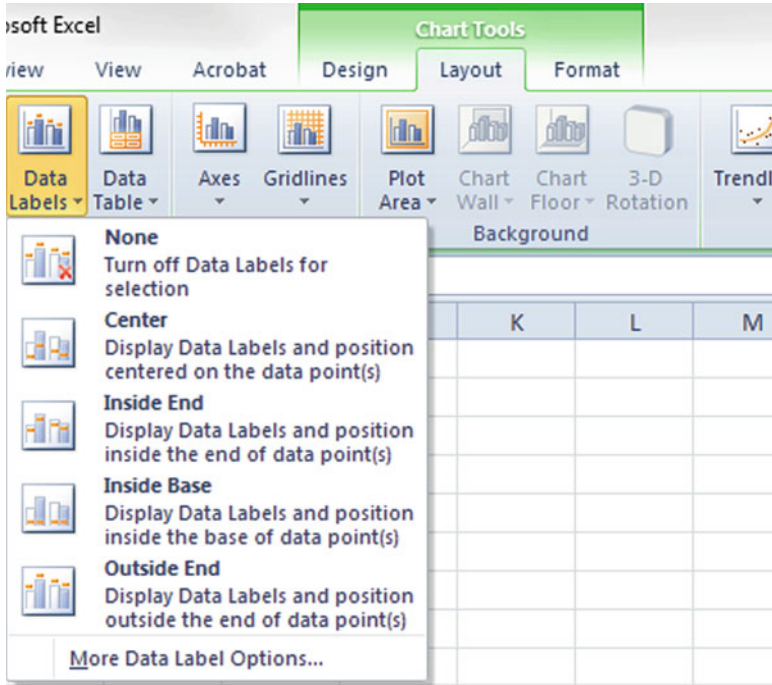 osoft Excel
Chart Tools
view View Acrobat Design Layout Format
Data Labels
Data Table
Axes
Gridlines
Plot Area
Chart Wall
Chart Floor
3-D Rotation
Trendl
Background
None
Turn off Data Labels for
selection
Center
Display Data Labels and position
centered on the data point(s)
Inside End
Display Data Labels and position
inside the end of data point(s)
Inside Base
Display Data Labels and position
inside the base of data point(s)
Outside End
Display Data Labels and position
outside the end of data point(s)
More Data Label Options...
K L M